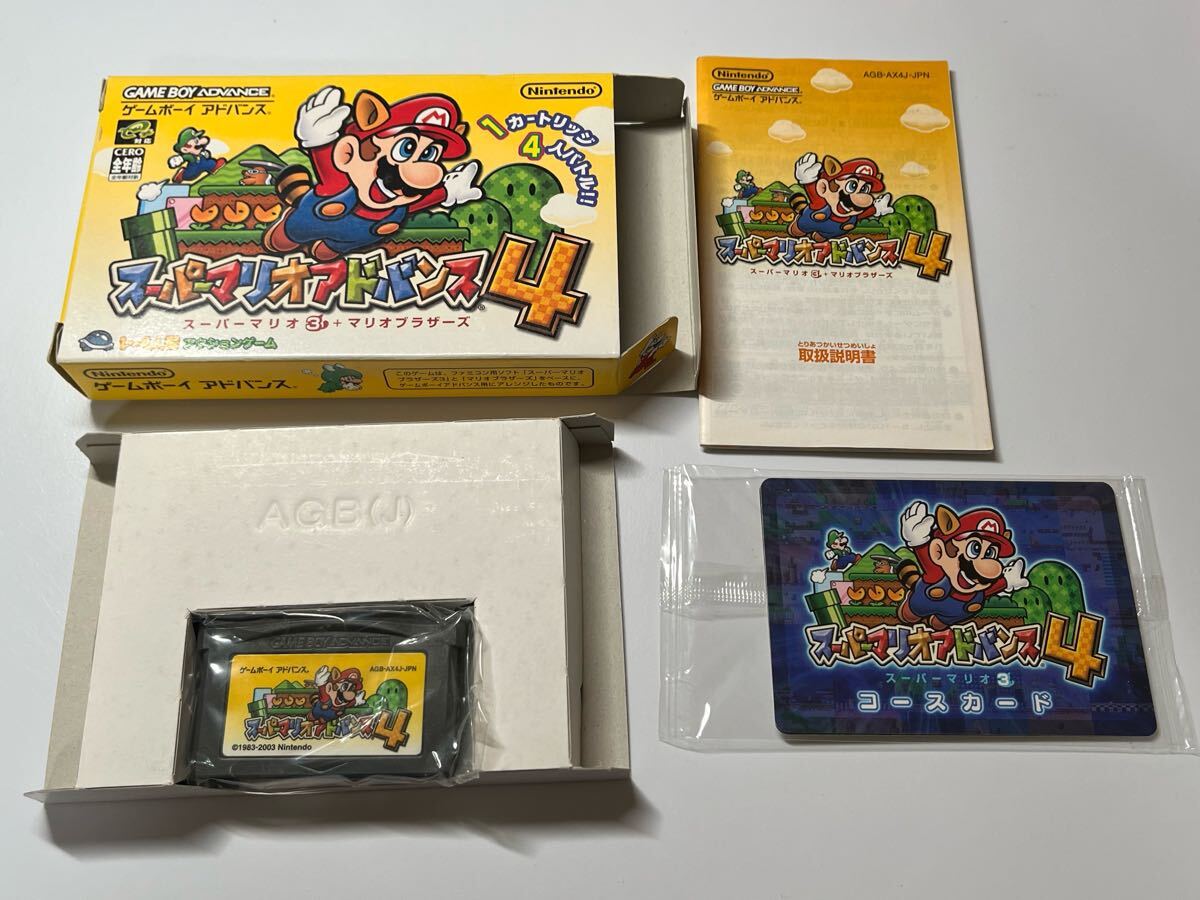 GAME BOY ADVANCE
ゲームボーイ アドバンス
Nintendo
対応
CERO
全年齢
全年齢対象
1カートリッジ
4人バトル!!
スーパーマリオアドバンス4
スーパーマリオ3+マリオブラザーズ
アクションゲーム
Nintendo
ゲームボーイ アドバンス
このゲームは、ファミコン用ソフト「スーパーマリオ
ブラザーズ3」と「マリオブラザーズ」をベースに、
ゲームボーイアドバンス用にアレンジしたものです。
Nintendo
AGB-AX4J-JPN
GAME BOY ADVANCE
ゲームボーイ アドバンス
スーパーマリオアドバンス4
スーパーマリオ3+マリオブラザーズ
とりあつかいせつめいしょ
取扱説明書
AGB(J)
GAME BOY ADVANCE
ゲームボーイ アドバンス
AGB-AX4J-JPN
スーパーマリオアドバンス4
©1983-2003 Nintendo
スーパーマリオアドバンス4
スーパーマリオ3
コースカード